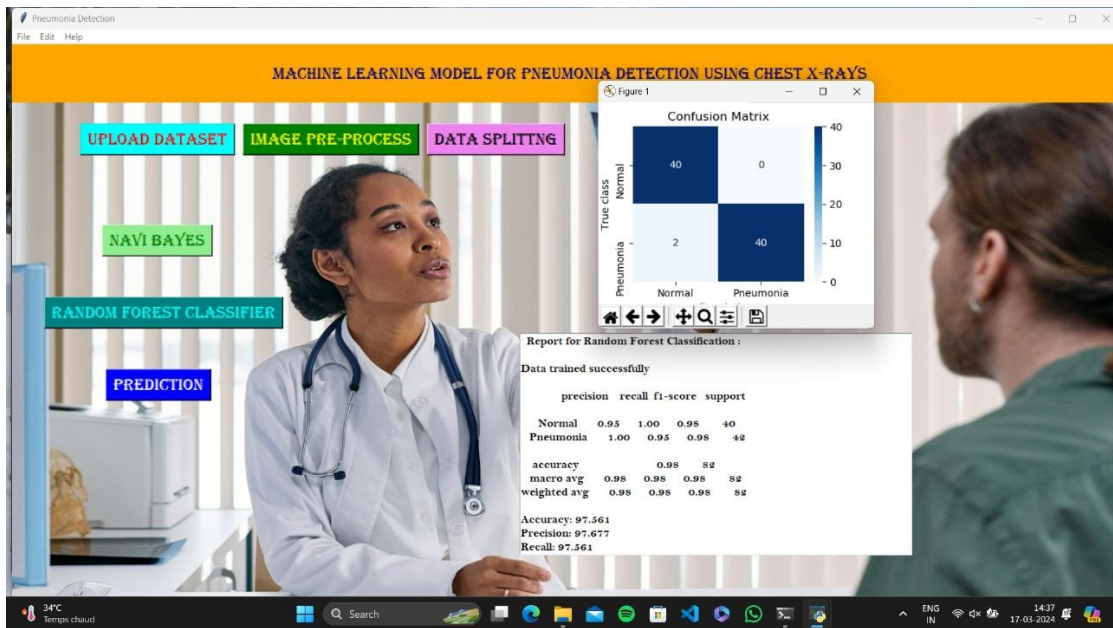 Pneumonia Detection
File Edit Help
MACHINE LEARNING MODEL FOR PNEUMONIA DETECTION USING CHEST X-RAYS
UPLOAD DATASET
IMAGE PRE-PROCESS
DATA SPLITTNG
NAVI BAYES
RANDOM FOREST CLASSIFIER
PREDICTION
Figure 1
Confusion Matrix
True class
Normal
Pneumonia
40 0
2 40
Normal Pneumonia
40
30
20
10
0
Report for Random Forest Classification :
Data trained successfully
precision recall f1-score support
Normal 0.95 1.00 0.98 40
Pneumonia 1.00 0.95 0.98 42
accuracy 0.98 82
macro avg 0.98 0.98 0.98 82
weighted avg 0.98 0.98 0.98 82
Accuracy: 97.561
Precision: 97.677
Recall: 97.561
34°C
Temps chaud
Search
ENG
IN
14:37
17-03-2024